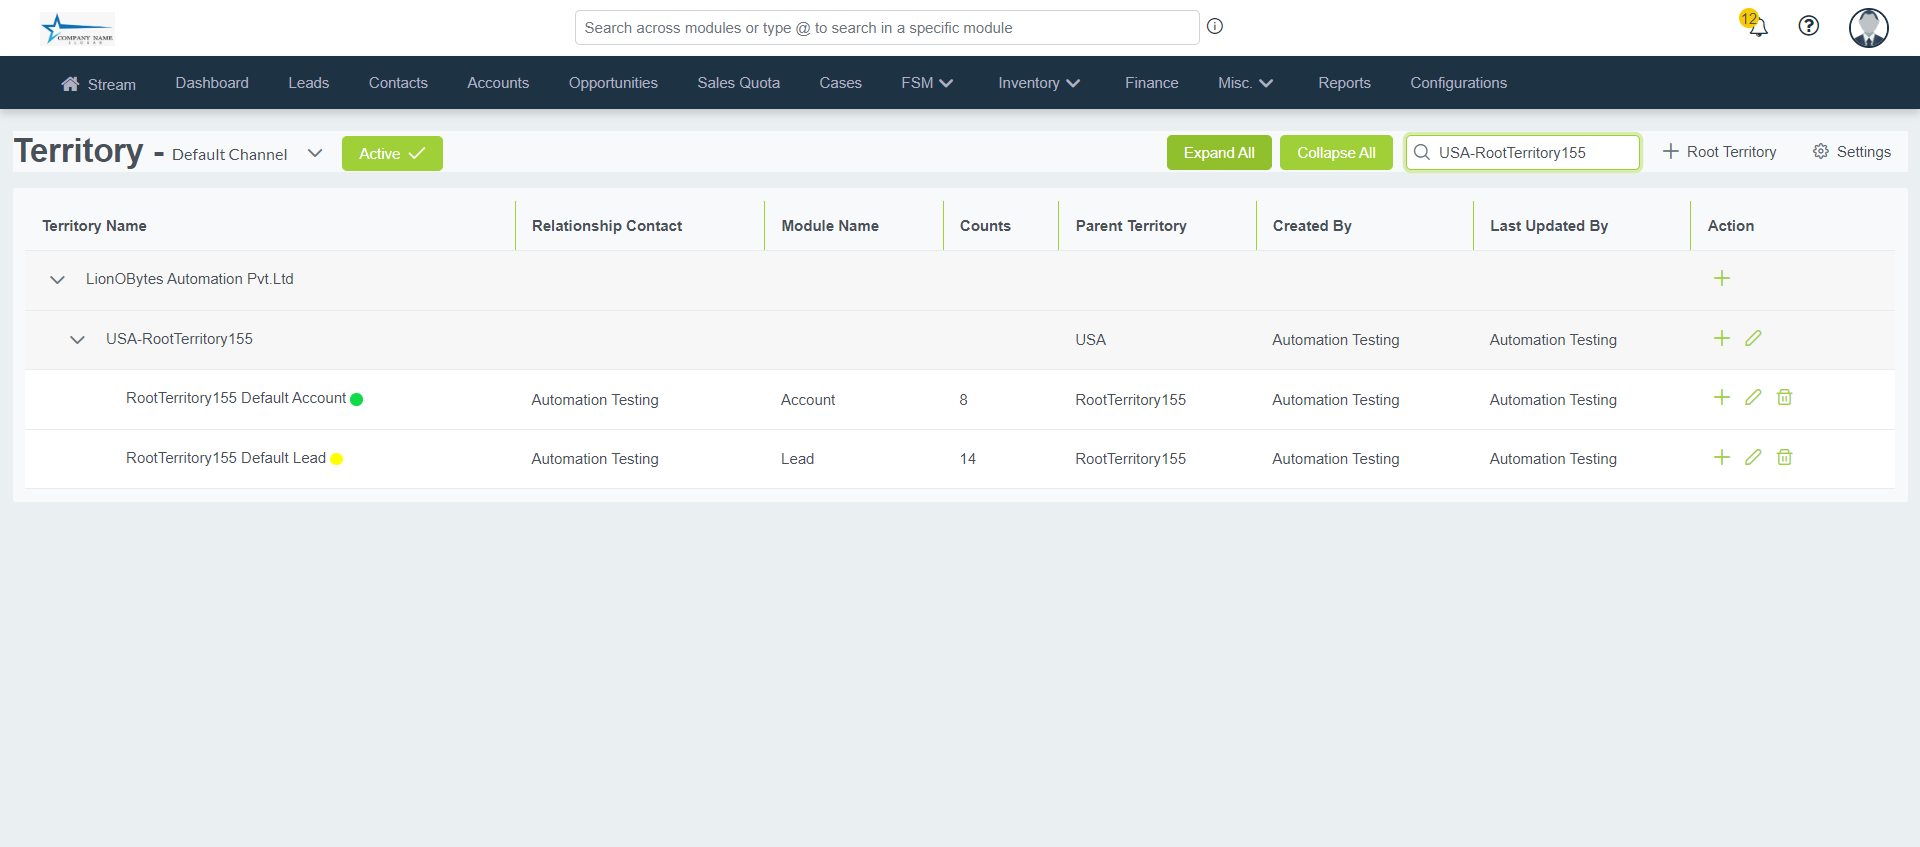 COMPANY NAME
Search across modules or type @ to search in a specific module
12
Stream Dashboard Leads Contacts Accounts Opportunities Sales Quota Cases FSM Inventory Finance Misc. Reports Configurations
Territory - Default Channel Active Expand All Collapse All USA-RootTerritory155 Root Territory Settings
Territory Name Relationship Contact Module Name Counts Parent Territory Created By Last Updated By Action
LionOBytes Automation Pvt.Ltd
USA-RootTerritory155 USA Automation Testing Automation Testing
RootTerritory155 Default Account Automation Testing Account 8 RootTerritory155 Automation Testing Automation Testing
RootTerritory155 Default Lead Automation Testing Lead 14 RootTerritory155 Automation Testing Automation Testing